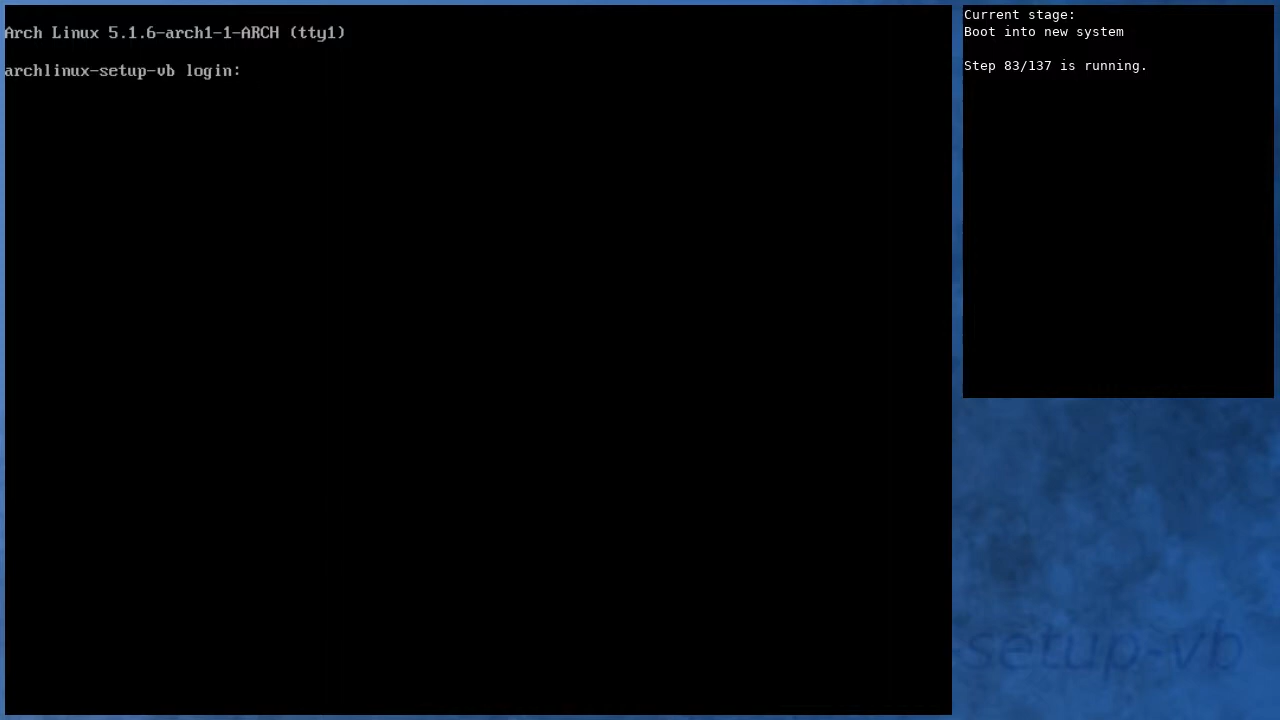 Arch Linux 5.1.6-arch1-1-ARCH (tty1)
archlinux-setup-vb login:
Current stage:
Boot into new system
Step 83/137 is running.
setup-vb